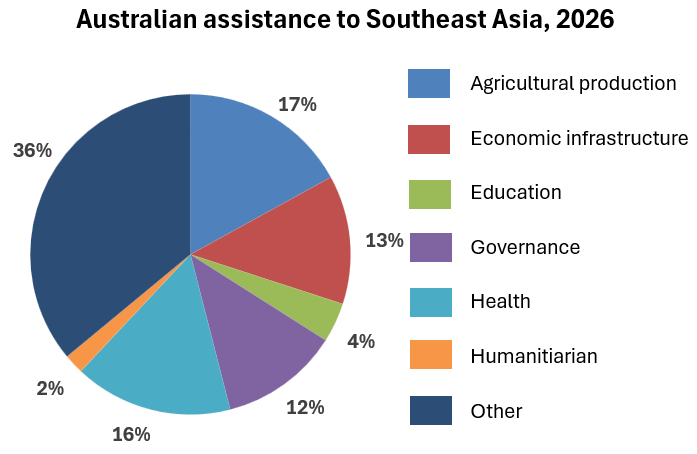 Australian assistance to Southeast Asia, 2026
17%
36%
13%
4%
12%
2%
16%
Agricultural production
Economic infrastructure
Education
Governance
Health
Humanitiarian
Other